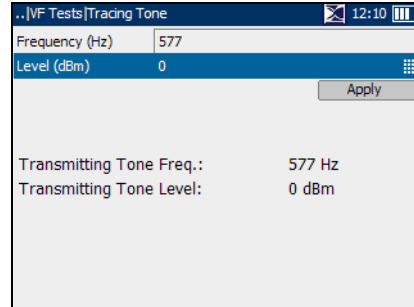 ..|VF Tests|Tracing Tone 12:10
Frequency (Hz) 577
Level (dBm) 0
Apply
Transmitting Tone Freq.: 577 Hz
Transmitting Tone Level: 0 dBm